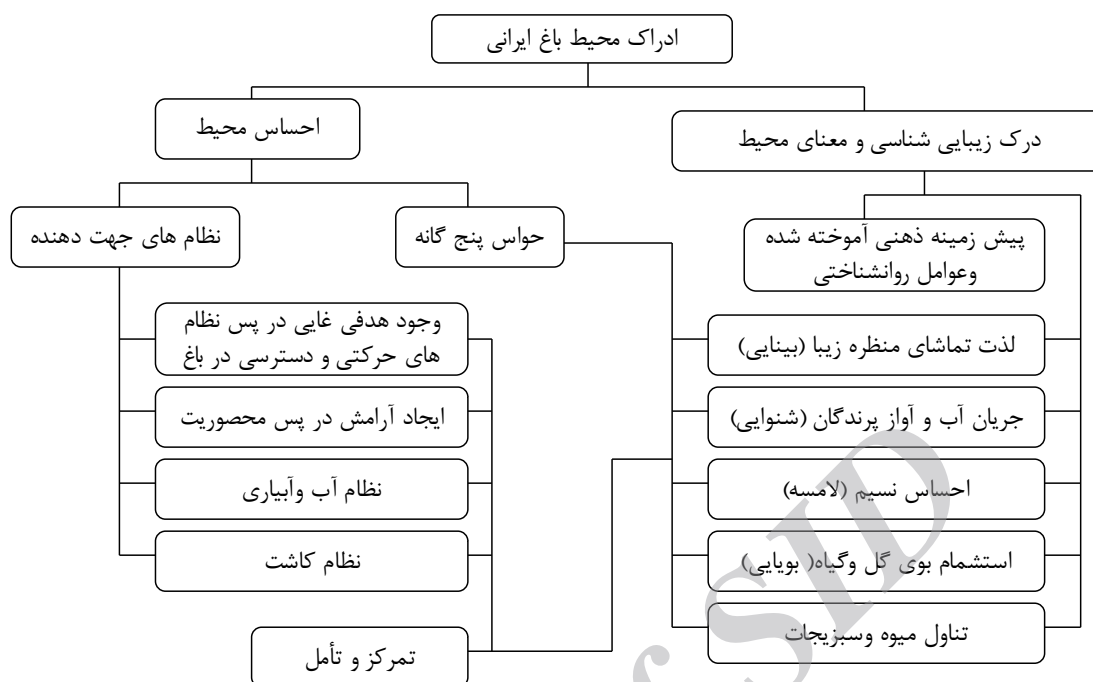 ادراک محیط باغ ایرانی
درک زیبایی شناسی و معنای محیط
احساس محیط
پیش زمینه ذهنی آموخته شده
وعوامل روانشناختی
حواس پنج گانه
نظام های جهت دهنده
لذت تماشای منظره زیبا (بینایی)
جریان آب و آواز پرندگان (شنوایی)
احساس نسیم (لامسه)
استشمام بوی گل وگیاه( بویایی)
تناول میوه وسبزیجات
وجود هدفی غایی در پس نظام
های حرکتی و دسترسی در باغ
ایجاد آرامش در پس محصوریت
نظام آب وآبیاری
نظام کاشت
تمرکز و تأمل
of SID